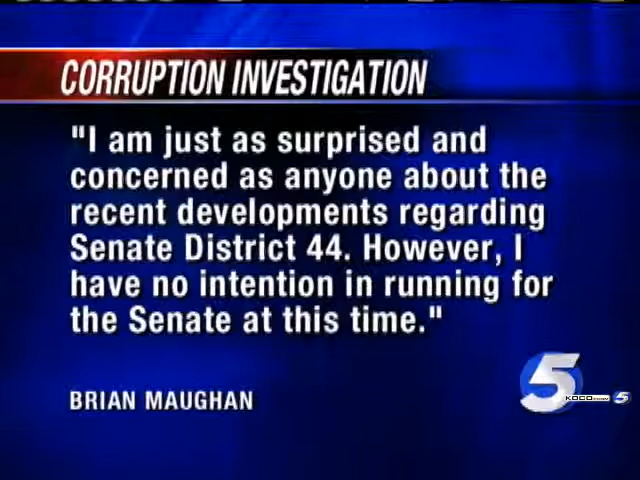 CORRUPTION INVESTIGATION
"I am just as surprised and
concerned as anyone about the
recent developments regarding
Senate District 44. However, I
have no intention in running for
the Senate at this time."
BRIAN MAUGHAN
5
KOCO.COM 5